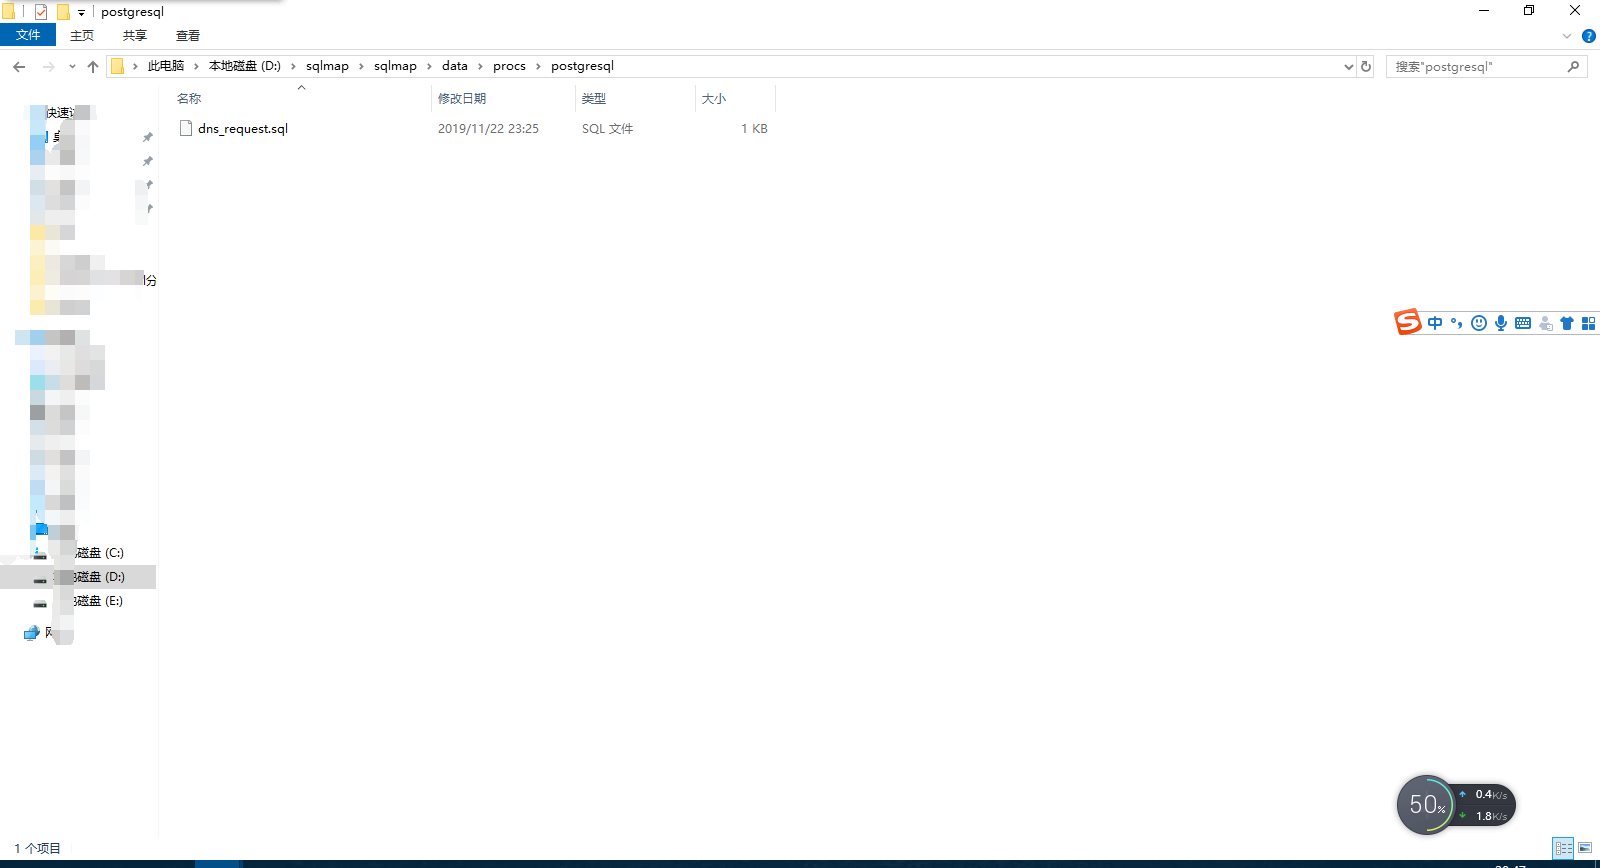 postgresql
文件 主页 共享 查看
此电脑 本地磁盘 (D:) sqlmap sqlmap data procs postgresql
搜索"postgresql"
名称 修改日期 类型 大小
dns_request.sql 2019/11/22 23:25 SQL 文件 1 KB
快速
分
中
50% 0.4K/s
1.8K/s
磁盘 (C:)
磁盘 (D:)
磁盘 (E:)
1 个项目